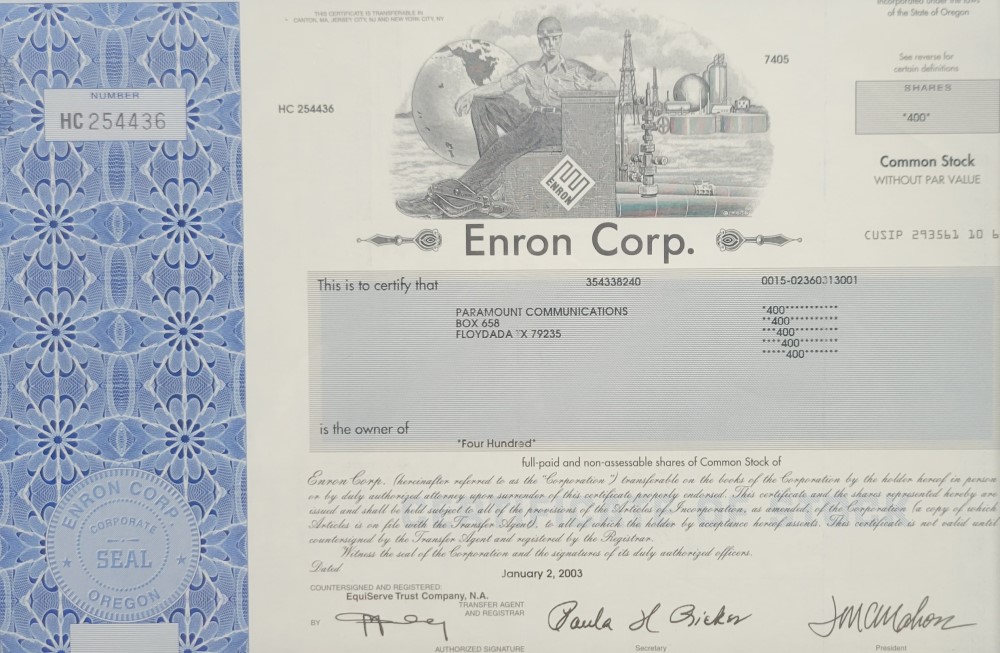 THIS CERTIFICATE IS TRANSFERABLE IN
CANTON, MA, JERSEY CITY, NJ AND NEW YORK CITY, NY
incorporated under the laws
of the State of Oregon
7405
See reverse for
certain definitions
NUMBER
HC 254436
HC 254436
SHARES
*400*
Common Stock
WITHOUT PAR VALUE
ENRON
Enron Corp.
CUSIP 293561 10 6
This is to certify that
354338240
0015-02360313001
PARAMOUNT COMMUNICATIONS
BOX 658
FLOYDADA TX 79235
*400***********
**400**********
***400*********
****400********
*****400*******
is the owner of
*Four Hundred*
full-paid and non-assessable shares of Common Stock of
Enron Corp. (hereinafter referred to as the "Corporation") transferable on the books of the Corporation by the holder hereof in person
or by duly authorized attorney upon surrender of this certificate properly endorsed. This certificate and the shares represented hereby are
issued and shall be held subject to all of the provisions of the Articles of Incorporation, as amended, of the Corporation (a copy of which
Articles is on file with the Transfer Agent), to all of which the holder by acceptance hereof assents. This certificate is not valid until
countersigned by the Transfer Agent and registered by the Registrar.
Witness the seal of the Corporation and the signatures of its duly authorized officers.
Dated
January 2, 2003
ENRON CORP.
CORPORATE
SEAL
OREGON
COUNTERSIGNED AND REGISTERED:
EquiServe Trust Company, N.A.
TRANSFER AGENT
AND REGISTRAR
BY
AUTHORIZED SIGNATURE
Paula H Rieker
Secretary
JMCMahon
President